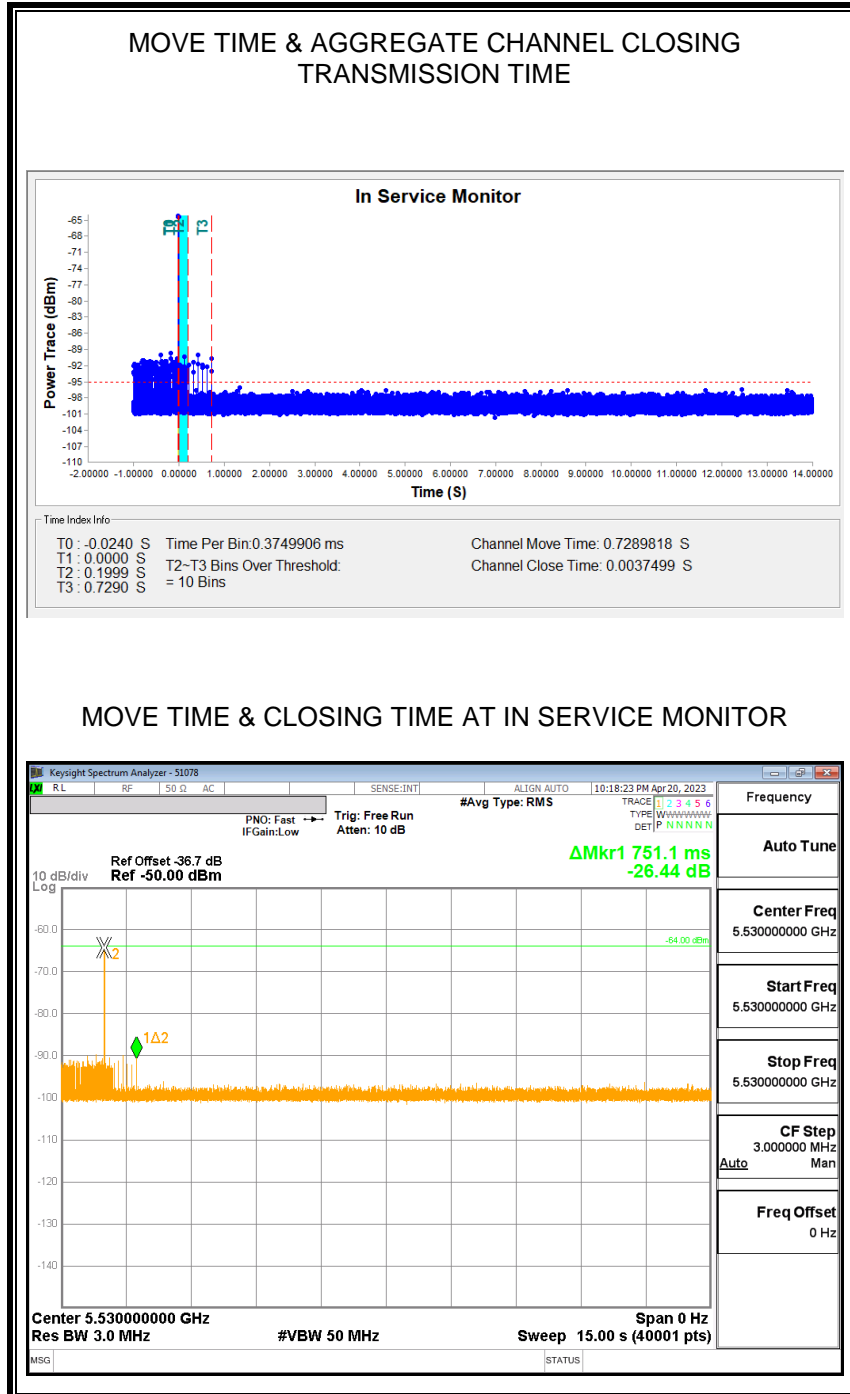 MOVE TIME & AGGREGATE CHANNEL CLOSING
TRANSMISSION TIME
In Service Monitor
T0
T2
T3
Power Trace (dBm)
-65
-68
-71
-74
-77
-80
-83
-86
-89
-92
-95
-98
-101
-104
-107
-110
-2.00000 -1.00000 0.00000 1.00000 2.00000 3.00000 4.00000 5.00000 6.00000 7.00000 8.00000 9.00000 10.00000 11.00000 12.00000 13.00000 14.00000
Time (S)
Time Index Info
T0 : -0.0240 S
T1 : 0.0000 S
T2 : 0.1999 S
T3 : 0.7290 S
Time Per Bin:0.3749906 ms
T2~T3 Bins Over Threshold:
= 10 Bins
Channel Move Time: 0.7289818 S
Channel Close Time: 0.0037499 S
MOVE TIME & CLOSING TIME AT IN SERVICE MONITOR
Keysight Spectrum Analyzer - 51078
LXI RL RF 50 Ω AC SENSE:INT ALIGN AUTO 10:18:23 PM Apr 20, 2023
PNO: Fast
IFGain:Low
Trig: Free Run
Atten: 10 dB
#Avg Type: RMS
TRACE 1 2 3 4 5 6
TYPE WWWWWW
DET P N N N N N
ΔMkr1 751.1 ms
-26.44 dB
Ref Offset -36.7 dB
Ref -50.00 dBm
10 dB/div
Log
-60.0
-70.0
-80.0
-90.0
-100
-110
-120
-130
-140
-64.00 dBm
2
1Δ2
Center 5.530000000 GHz
Res BW 3.0 MHz
#VBW 50 MHz
Span 0 Hz
Sweep 15.00 s (40001 pts)
MSG
STATUS
Frequency
Auto Tune
Center Freq
5.530000000 GHz
Start Freq
5.530000000 GHz
Stop Freq
5.530000000 GHz
CF Step
3.000000 MHz
Auto Man
Freq Offset
0 Hz